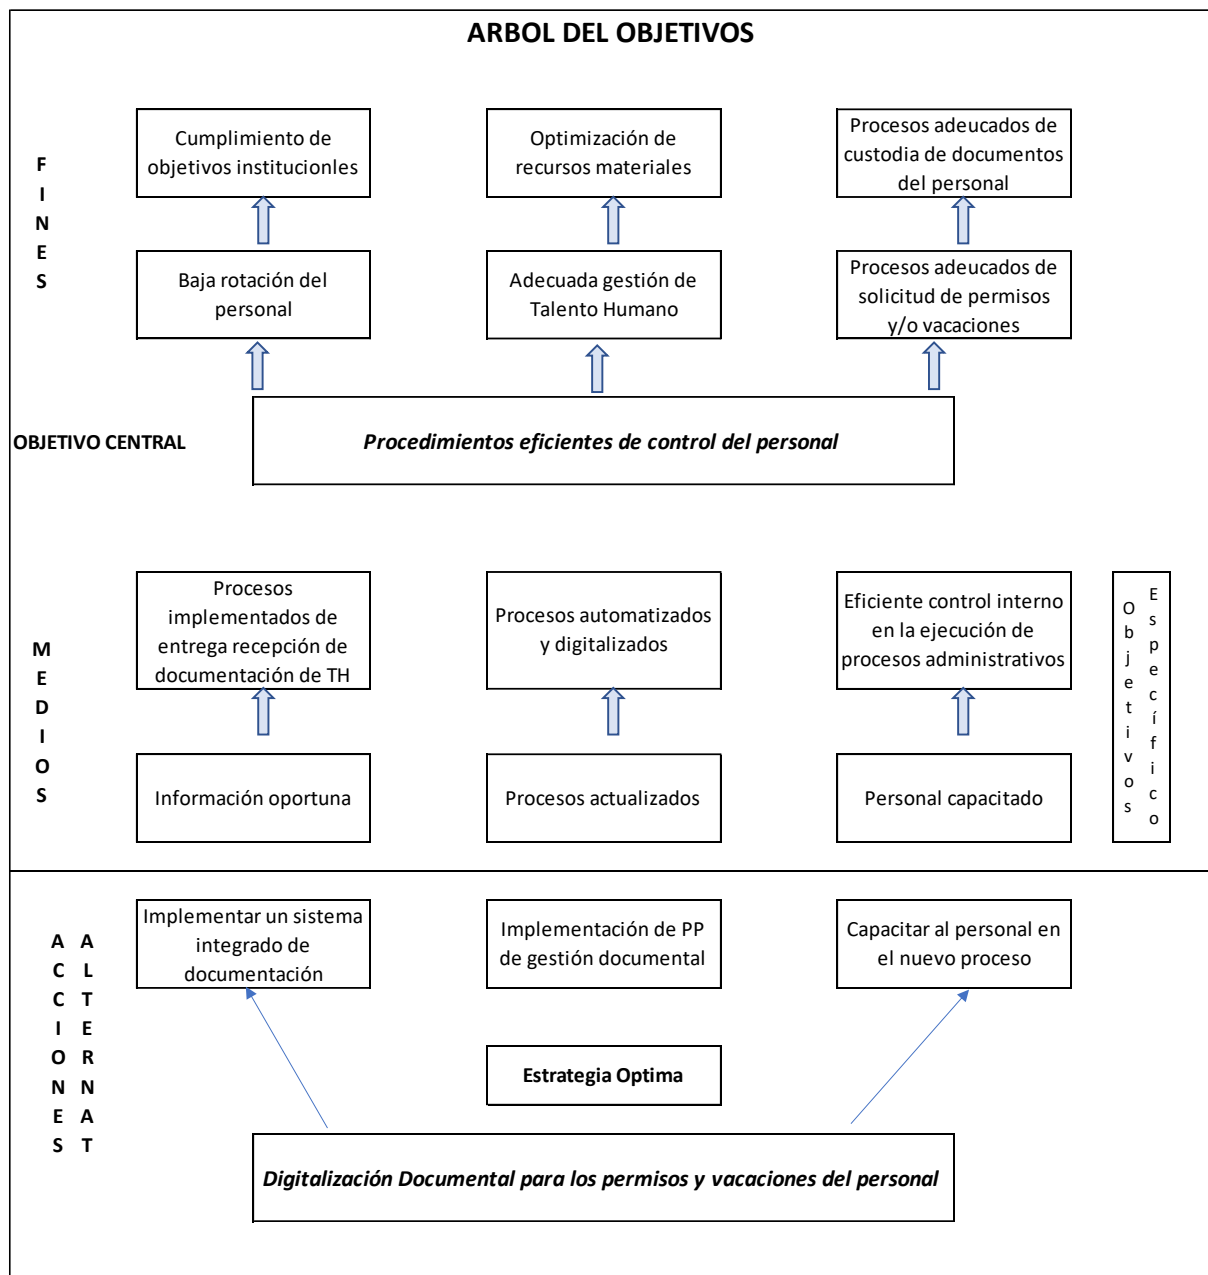 ARBOL DEL OBJETIVOS
FINES
Cumplimiento de
objetivos institucionles
Optimización de
recursos materiales
Procesos adeucados de
custodia de documentos
del personal
Baja rotación del
personal
Adecuada gestión de
Talento Humano
Procesos adeucados de
solicitud de permisos
y/o vacaciones
OBJETIVO CENTRAL
Procedimientos eficientes de control del personal
MEDIOS
Procesos
implementados de
entrega recepción de
documentación de TH
Procesos automatizados
y digitalizados
Eficiente control interno
en la ejecución de
procesos administrativos
Objetivos
Específico
Información oportuna
Procesos actualizados
Personal capacitado
ACCIONES
ALTERNAT
Implementar un sistema
integrado de
documentación
Implementación de PP
de gestión documental
Capacitar al personal en
el nuevo proceso
Estrategia Optima
Digitalización Documental para los permisos y vacaciones del personal